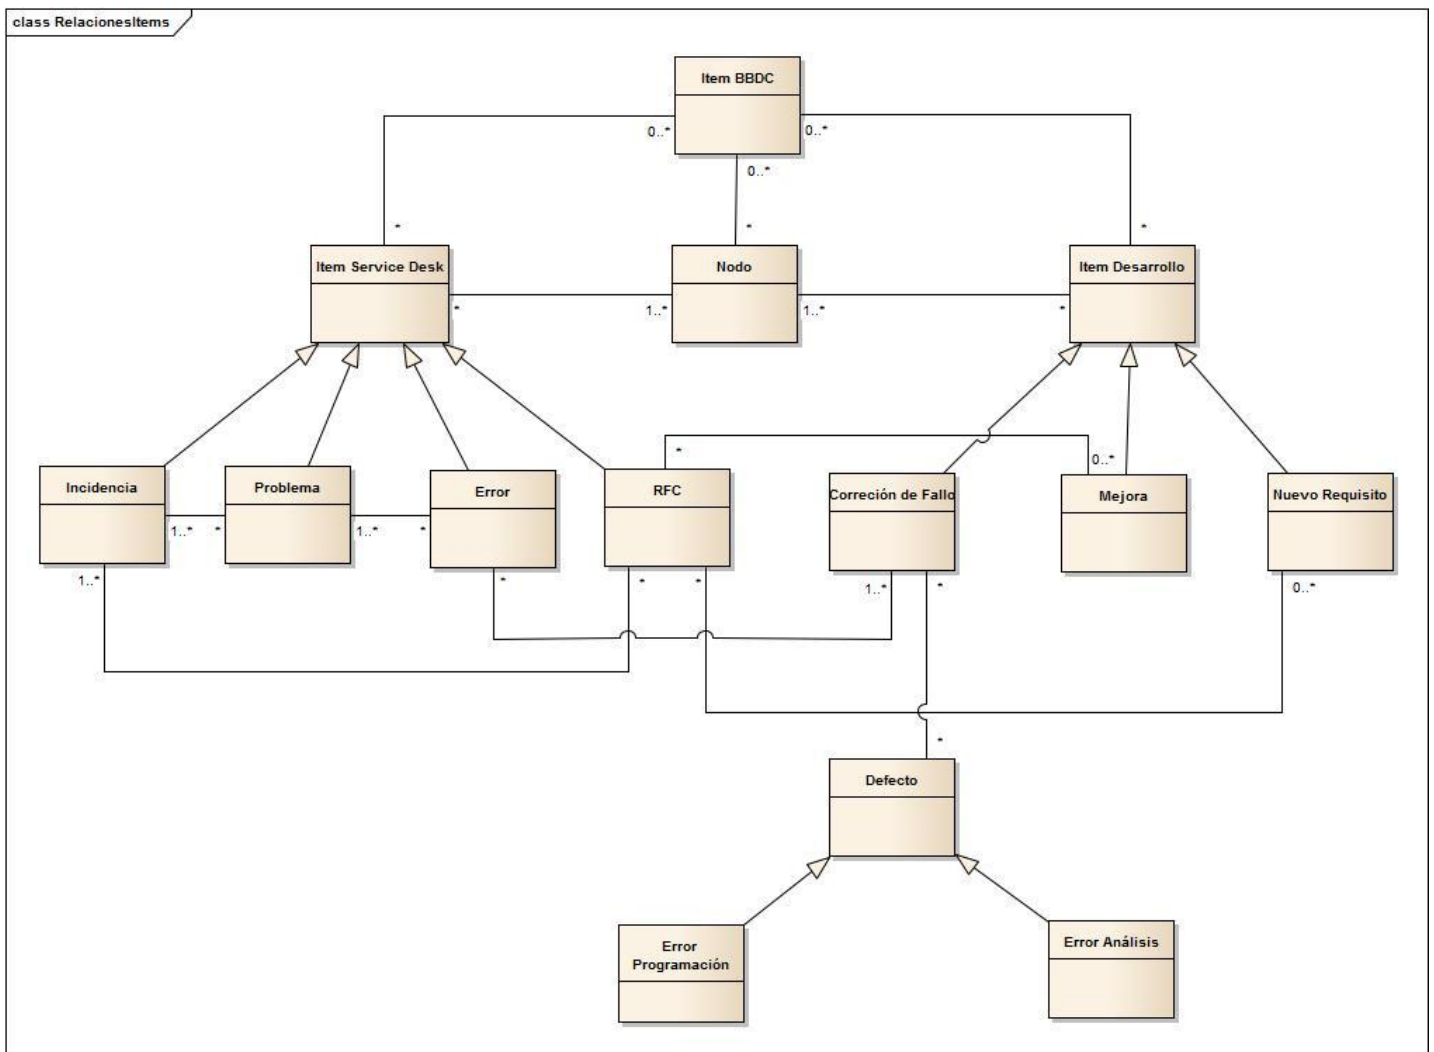 class RelacionesItems
Item BBDC
0..*
0..*
0..*
*
*
*
Item Service Desk
Nodo
Item Desarrollo
*
1..*
1..*
*
*
0..*
Incidencia
Problema
Error
RFC
Correción de Fallo
Mejora
Nuevo Requisito
1..*
*
1..*
*
1..*
*
*
*
1..*
*
0..*
*
Defecto
Error
Programación
Error Análisis